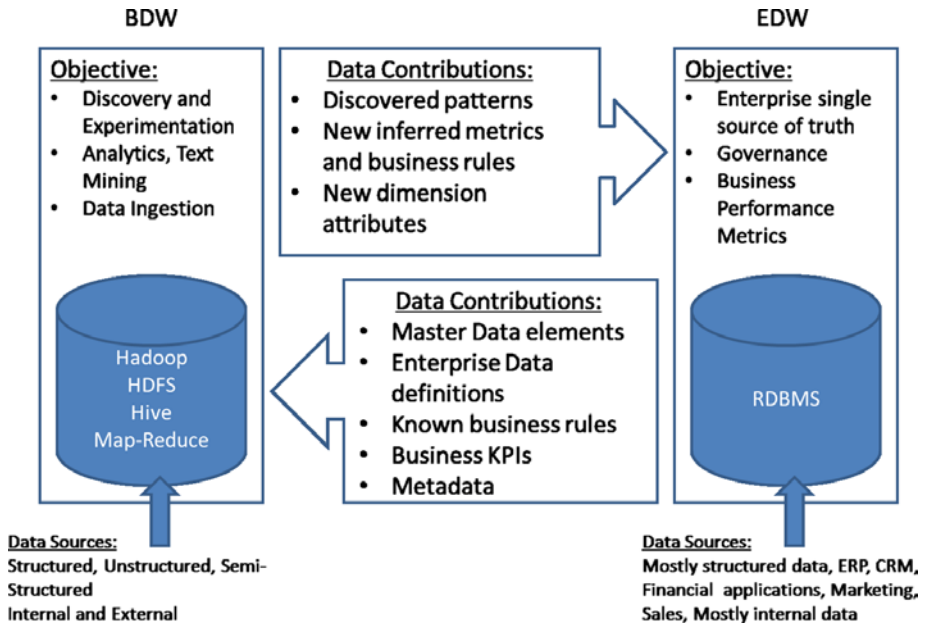 BDW
Objective:
• Discovery and
Experimentation
• Analytics, Text
Mining
• Data Ingestion
Hadoop
HDFS
Hive
Map-Reduce
Data Sources:
Structured, Unstructured, Semi-
Structured
Internal and External
Data Contributions:
• Discovered patterns
• New inferred metrics
and business rules
• New dimension
attributes
Data Contributions:
• Master Data elements
• Enterprise Data
definitions
• Known business rules
• Business KPIs
• Metadata
EDW
Objective:
• Enterprise single
source of truth
• Governance
• Business
Performance
Metrics
RDBMS
Data Sources:
Mostly structured data, ERP, CRM,
Financial applications, Marketing,
Sales, Mostly internal data